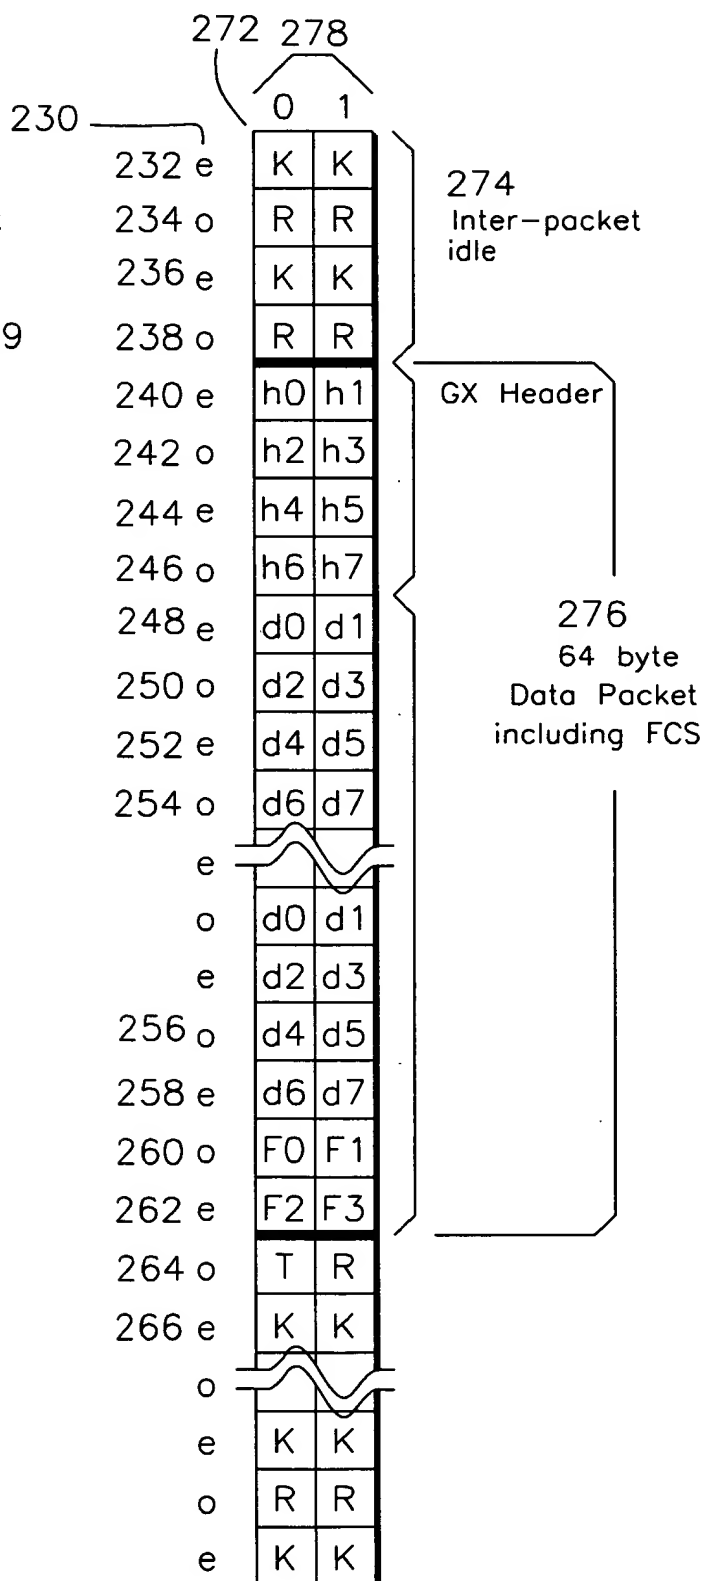 272 278
0 1
230
232 e K K
274
Inter-packet
idle
234 o R R
236 e K K
9
238 o R R
240 e h0 h1
GX Header
242 o h2 h3
244 e h4 h5
246 o h6 h7
248 e d0 d1
276
64 byte
Data Packet
including FCS
250 o d2 d3
252 e d4 d5
254 o d6 d7
e
o d0 d1
e d2 d3
256 o d4 d5
258 e d6 d7
260 o F0 F1
262 e F2 F3
264 o T R
266 e K K
o
e K K
o R R
e K K